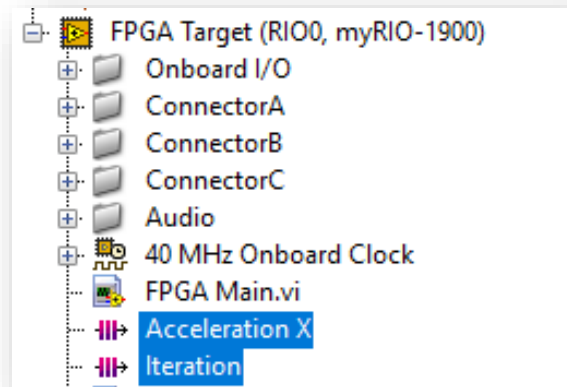 FPGA Target (RIO0, myRIO-1900)
Onboard I/O
ConnectorA
ConnectorB
ConnectorC
Audio
40 MHz Onboard Clock
FPGA Main.vi
Acceleration X
Iteration